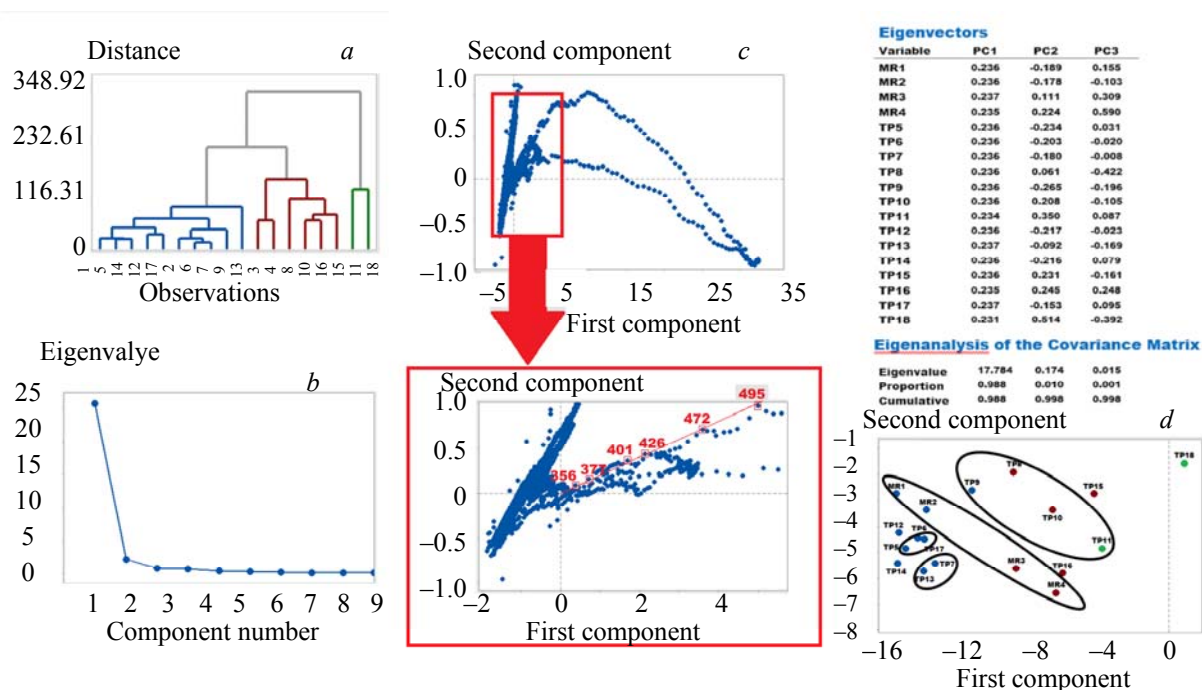 Distance a
348.92
232.61
116.31
0
1 5 14 12 17 2 6 7 9 13 3 4 8 10 16 15 11 18
Observations
Eigenvalye
b
25
20
15
10
5
0
1 2 3 4 5 6 7 8 9
Component number
Second component c
1.0
0.5
0
–0.5
–1.0
–5 5 15 25 35
First component
Second component
1.0
0.5
0
–0.5
–1.0
356 377 401 426 472 495
–2 0 2 4
First component
Eigenvectors
Variable PC1 PC2 PC3
MR1 0.236 -0.189 0.155
MR2 0.236 -0.178 -0.103
MR3 0.237 0.111 0.309
MR4 0.235 0.224 0.590
TP5 0.236 -0.234 0.031
TP6 0.236 -0.203 -0.020
TP7 0.236 -0.180 -0.008
TP8 0.236 0.061 -0.422
TP9 0.236 -0.265 -0.196
TP10 0.236 0.208 -0.105
TP11 0.234 0.350 0.087
TP12 0.236 -0.217 -0.023
TP13 0.237 -0.092 -0.169
TP14 0.236 -0.216 0.079
TP15 0.236 0.231 -0.161
TP16 0.235 0.245 0.248
TP17 0.237 -0.153 0.095
TP18 0.231 0.514 -0.392
Eigenanalysis of the Covariance Matrix
Eigenvalue 17.784 0.174 0.015
Proportion 0.988 0.010 0.001
Cumulative 0.988 0.998 0.998
Second component d
–1
–2
–3
–4
–5
–6
–7
–8
TP18
TP8
TP9 TP15
MR1
MR2 TP10
TP12 TP6
TP5 TP17 TP11
TP14 TP13 TP7 MR3 TP16
MR4
–16 –12 –8 –4 0
First component